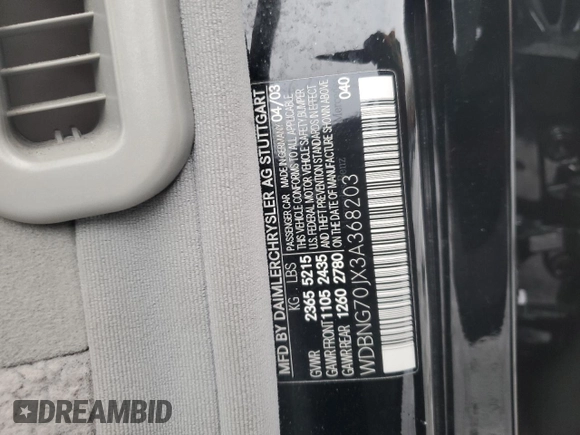 MFD BY DAIMLERCHRYSLER AG STUTTGART
KG . LBS PASSENGER CAR MADE IN GERMANY 04/03
GVWR 2365 5215 THIS VEHICLE CONFORMS TO ALL APPLICABLE
GAWR FRONT 1105 2435 U.S. FEDERAL MOTOR VEHICLE SAFETY BUMPER
GAWR REAR 1260 2780 AND THEFT PREVENTION STANDARDS IN EFFECT
ON THE DATE OF MANUFACTURE SHOWN ABOVE
040
WDBNG70JX3A368203
DREAMBID